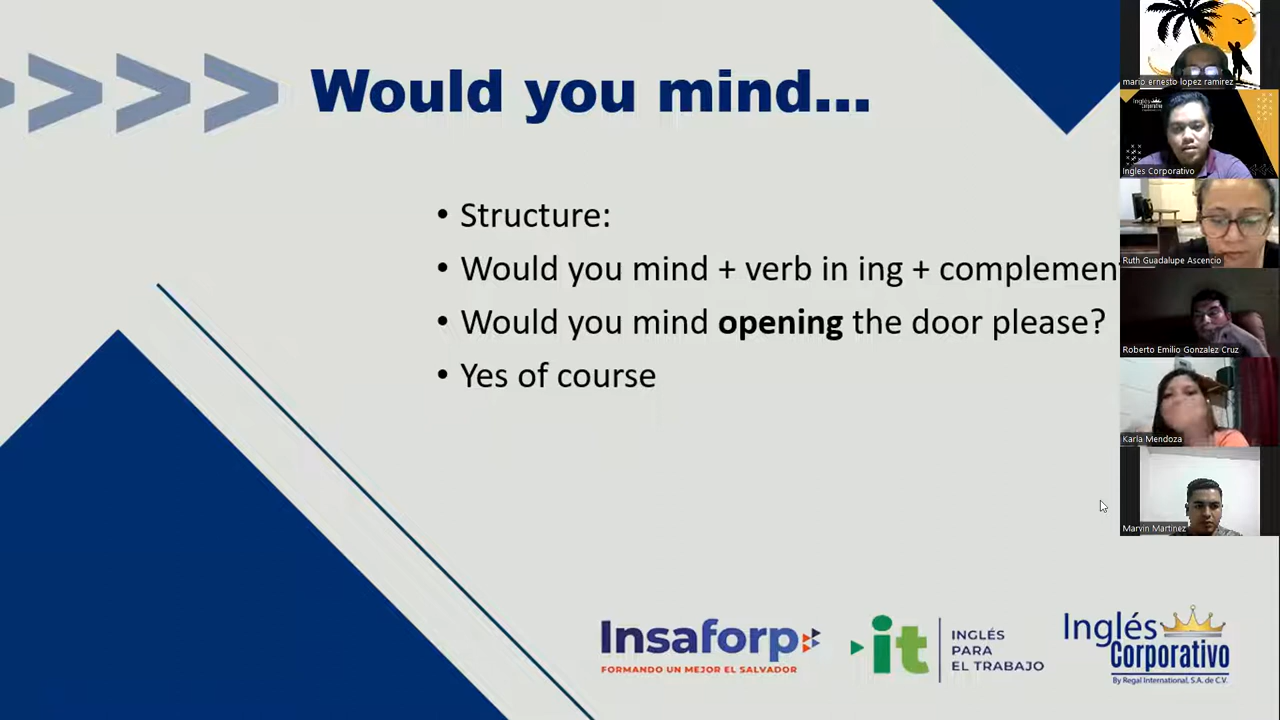 Would you mind...
• Structure:
• Would you mind + verb in ing + complemen
• Would you mind opening the door please?
• Yes of course
mario ernesto lopez ramirez
Ingles Corporativo
Ruth Guadalupe Ascencio
Roberto Emilio Gonzalez Cruz
Karla Mendoza
Marvin Martinez
Insaforp
FORMANDO UN MEJOR EL SALVADOR
it
INGLÉS
PARA
EL TRABAJO
Inglés
Corporativo
By Regal International, S.A. de C.V.